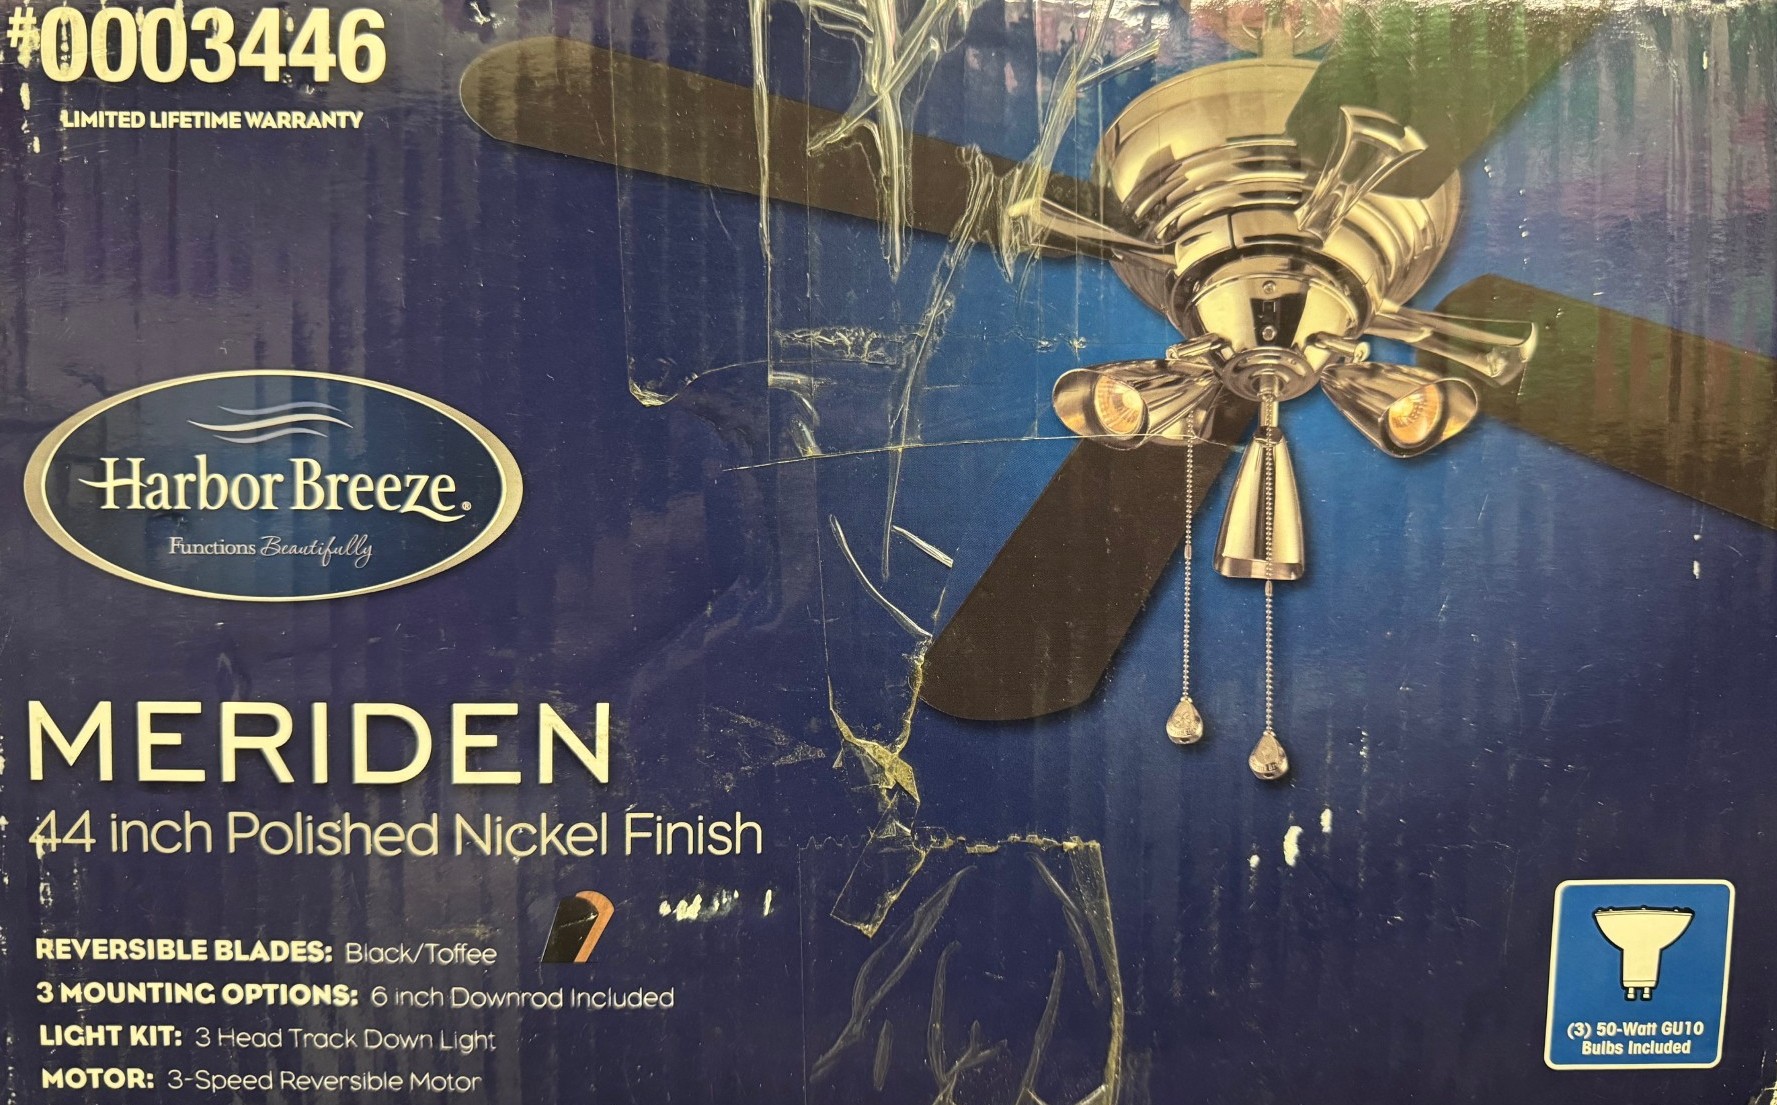 #0003446
LIMITED LIFETIME WARRANTY
Harbor Breeze®
Functions Beautifully
MERIDEN
44 inch Polished Nickel Finish
REVERSIBLE BLADES: Black/Toffee
3 MOUNTING OPTIONS: 6 inch Downrod Included
LIGHT KIT: 3 Head Track Down Light
MOTOR: 3-Speed Reversible Motor
(3) 50-Watt GU10
Bulbs Included